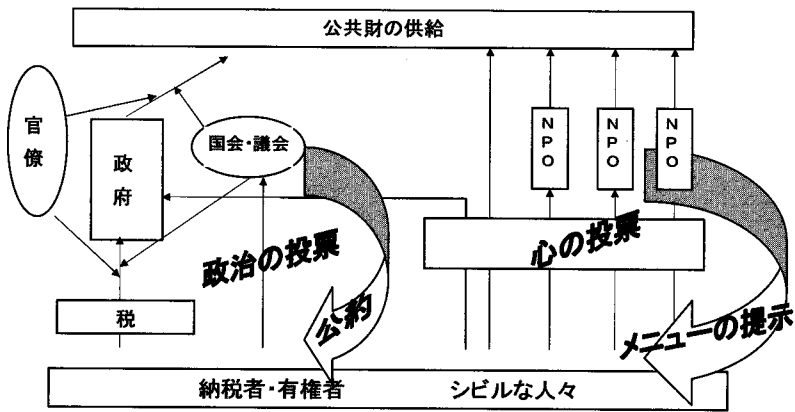 公共財の供給
官僚
政府
国会・議会
NPO
NPO
NPO
政治の投票
心の投票
税
公約
メニューの提示
納税者・有権者
シビルな人々